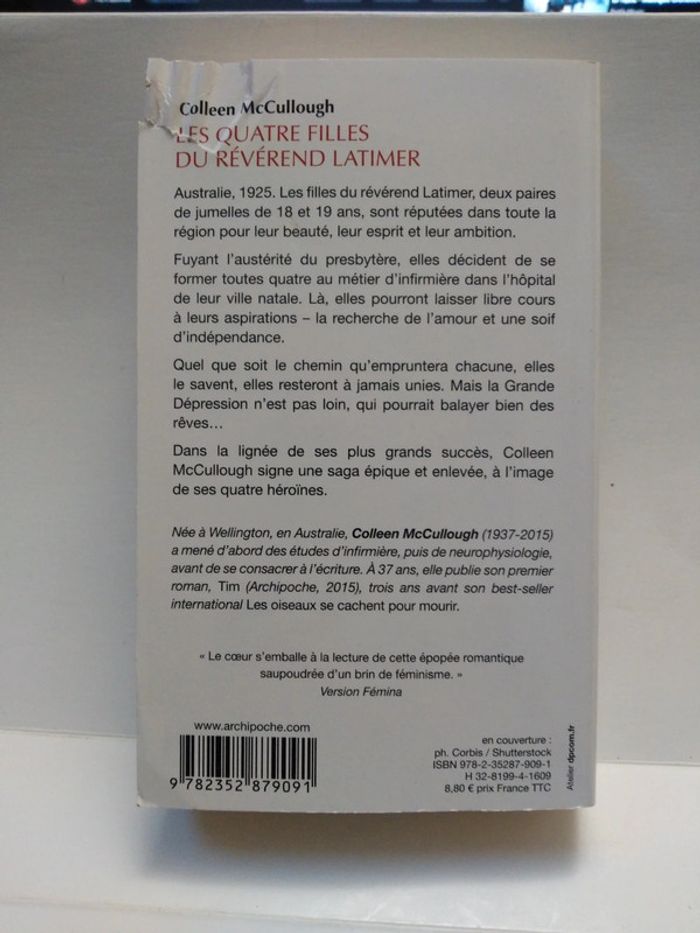 Colleen McCullough
LES QUATRE FILLES
DU RÉVÉREND LATIMER
Australie, 1925. Les filles du révérend Latimer, deux paires
de jumelles de 18 et 19 ans, sont réputées dans toute la
région pour leur beauté, leur esprit et leur ambition.
Fuyant l'austérité du presbytère, elles décident de se
former toutes quatre au métier d'infirmière dans l'hôpital
de leur ville natale. Là, elles pourront laisser libre cours
à leurs aspirations – la recherche de l'amour et une soif
d'indépendance.
Quel que soit le chemin qu'empruntera chacune, elles
le savent, elles resteront à jamais unies. Mais la Grande
Dépression n'est pas loin, qui pourrait balayer bien des
rêves…
Dans la lignée de ses plus grands succès, Colleen
McCullough signe une saga épique et enlevée, à l'image
de ses quatre héroïnes.
Née à Wellington, en Australie, Colleen McCullough (1937-2015)
a mené d'abord des études d'infirmière, puis de neurophysiologie,
avant de se consacrer à l'écriture. À 37 ans, elle publie son premier
roman, Tim (Archipoche, 2015), trois ans avant son best-seller
international Les oiseaux se cachent pour mourir.
« Le cœur s'emballe à la lecture de cette épopée romantique
saupoudrée d'un brin de féminisme. »
Version Fémina
www.archipoche.com
9 782352 879091
en couverture :
ph. Corbis / Shutterstock
ISBN 978-2-35287-909-1
H 32-8199-4-1609
8,80 € prix France TTC
Atelier dpcom.fr